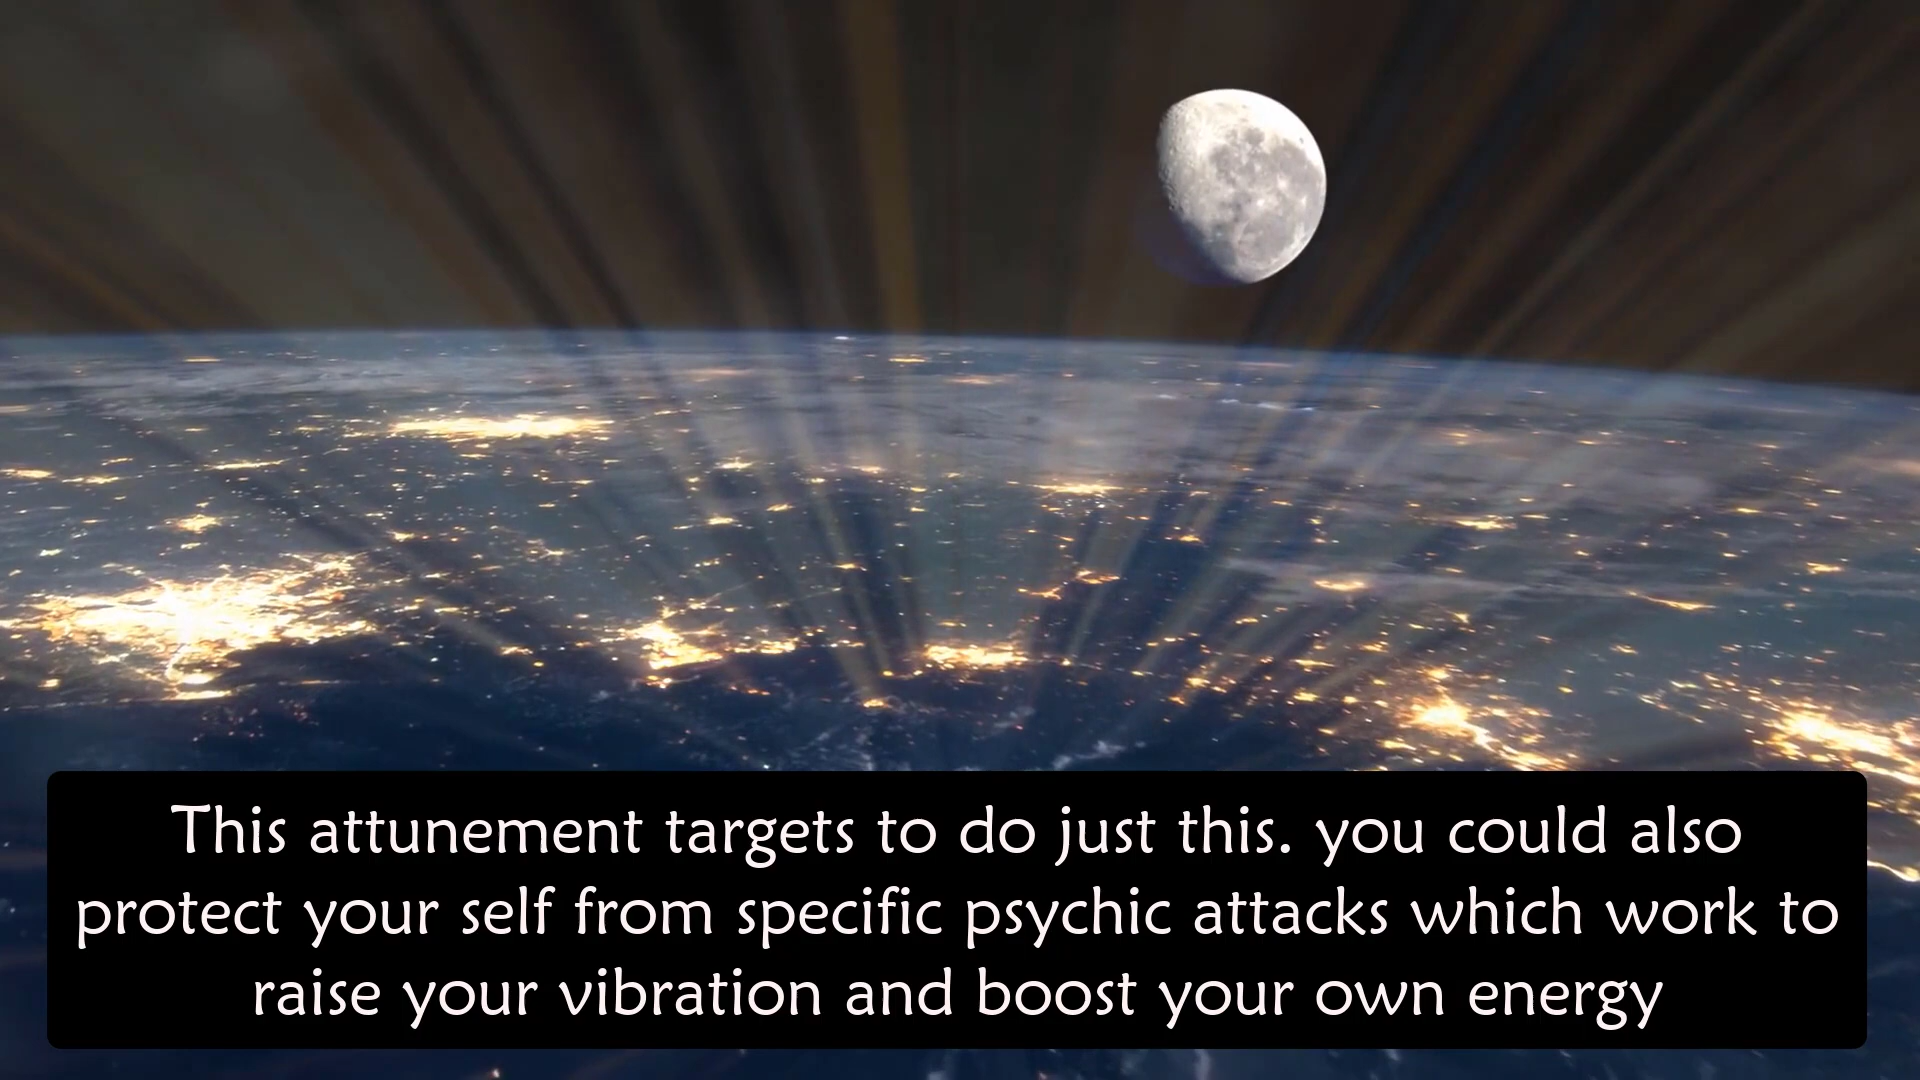 This attunement targets to do just this. you could also
protect your self from specific psychic attacks which work to
raise your vibration and boost your own energy